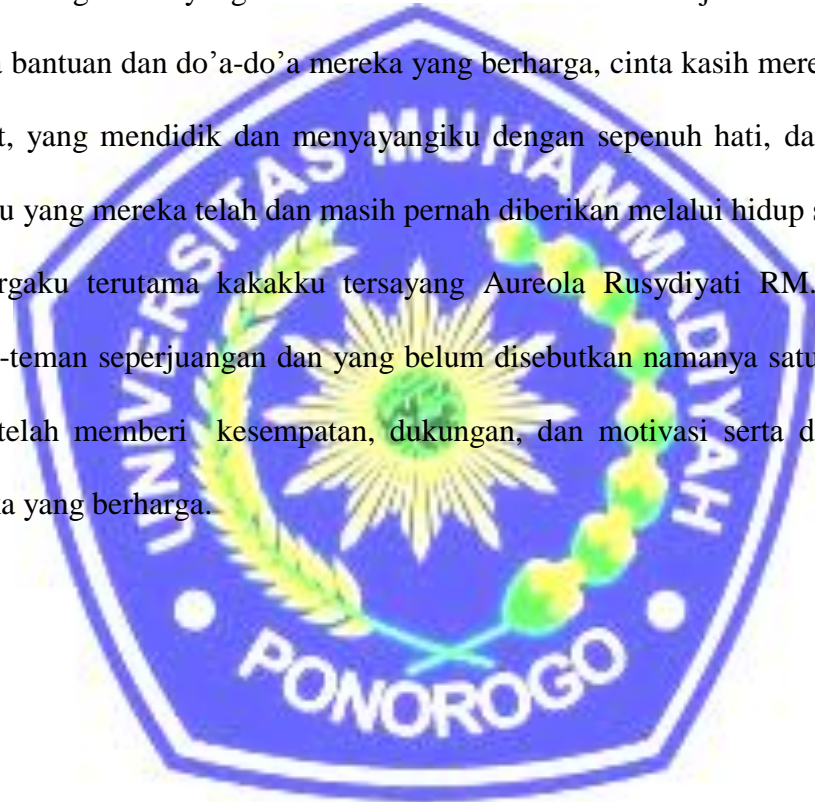 yang
a bantuan dan do’a-do’a mereka yang berharga, cinta kasih mere
t, yang mendidik dan menyayangiku dengan sepenuh hati, da
u yang mereka telah dan masih pernah diberikan melalui hidup s
rgaku terutama kakakku tersayang Aureola Rusydiyati RM.
-teman seperjuangan dan yang belum disebutkan namanya satu
telah memberi kesempatan, dukungan, dan motivasi serta d
ka yang berharga.
UNIVERSITAS MUHAMMADIYAH
PONOROGO